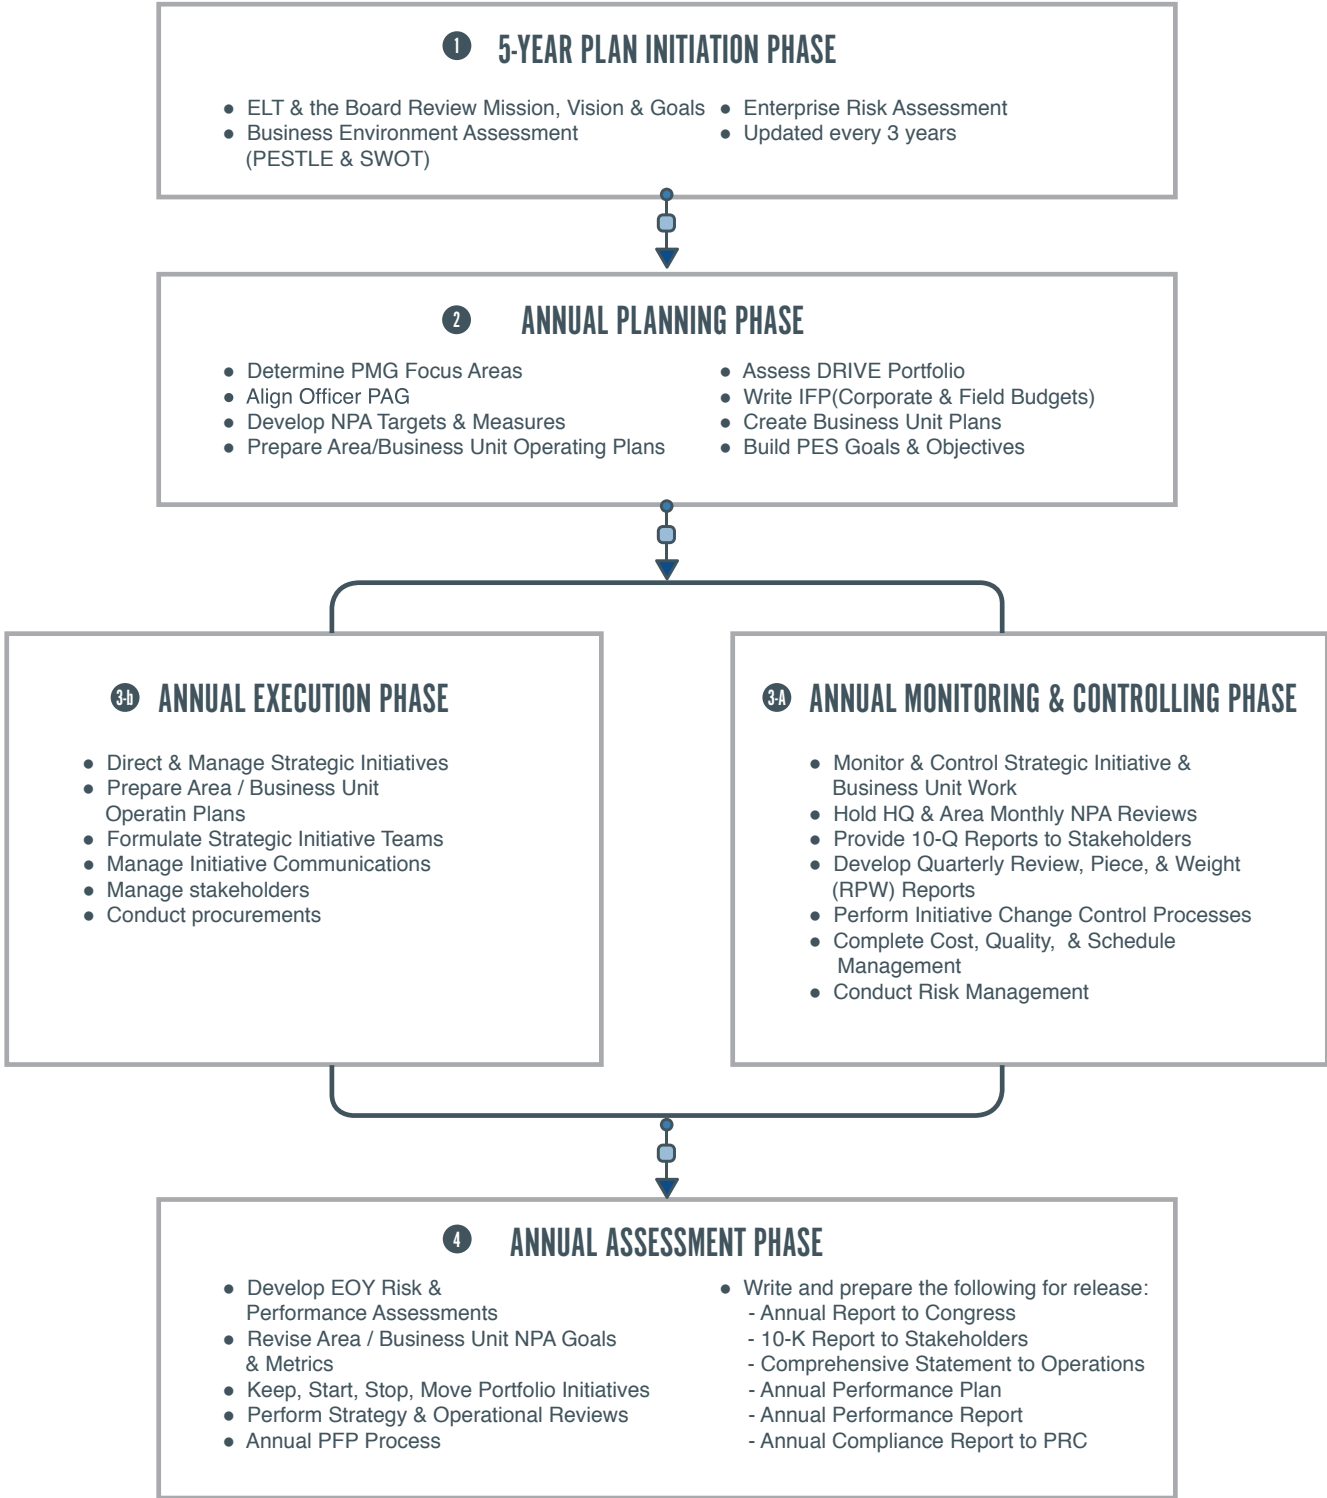 1 5-YEAR PLAN INITIATION PHASE
● ELT & the Board Review Mission, Vision & Goals
● Business Environment Assessment
(PESTLE & SWOT)
● Enterprise Risk Assessment
● Updated every 3 years
2 ANNUAL PLANNING PHASE
● Determine PMG Focus Areas
● Align Officer PAG
● Develop NPA Targets & Measures
● Prepare Area/Business Unit Operating Plans
● Assess DRIVE Portfolio
● Write IFP(Corporate & Field Budgets)
● Create Business Unit Plans
● Build PES Goals & Objectives
3-b ANNUAL EXECUTION PHASE
● Direct & Manage Strategic Initiatives
● Prepare Area / Business Unit
Operatin Plans
● Formulate Strategic Initiative Teams
● Manage Initiative Communications
● Manage stakeholders
● Conduct procurements
3-A ANNUAL MONITORING & CONTROLLING PHASE
● Monitor & Control Strategic Initiative &
Business Unit Work
● Hold HQ & Area Monthly NPA Reviews
● Provide 10-Q Reports to Stakeholders
● Develop Quarterly Review, Piece, & Weight
(RPW) Reports
● Perform Initiative Change Control Processes
● Complete Cost, Quality, & Schedule
Management
● Conduct Risk Management
4 ANNUAL ASSESSMENT PHASE
● Develop EOY Risk &
Performance Assessments
● Revise Area / Business Unit NPA Goals
& Metrics
● Keep, Start, Stop, Move Portfolio Initiatives
● Perform Strategy & Operational Reviews
● Annual PFP Process
● Write and prepare the following for release:
- Annual Report to Congress
- 10-K Report to Stakeholders
- Comprehensive Statement to Operations
- Annual Performance Plan
- Annual Performance Report
- Annual Compliance Report to PRC